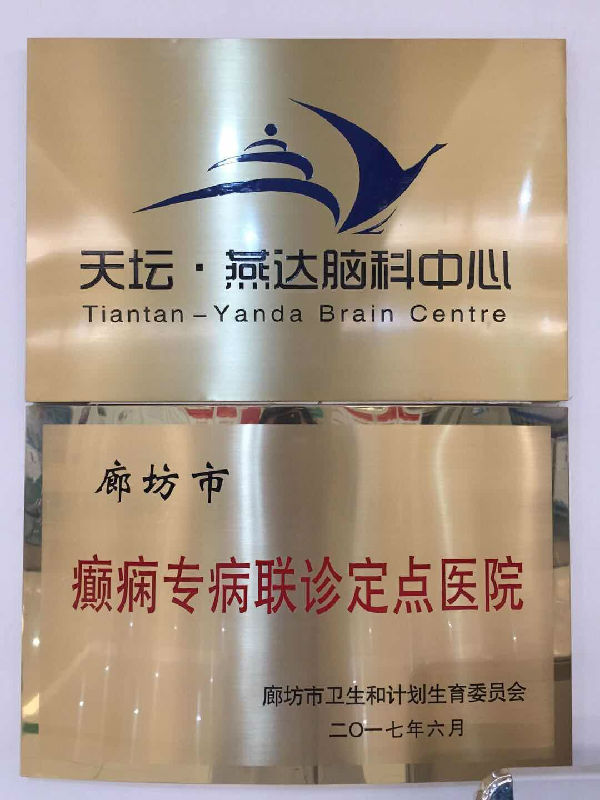 天坛·燕达脑科中心
Tiantan-Yanda Brain Centre
廊坊市
癫痫专病联诊定点医院
廊坊市卫生和计划生育委员会
二〇一七年六月